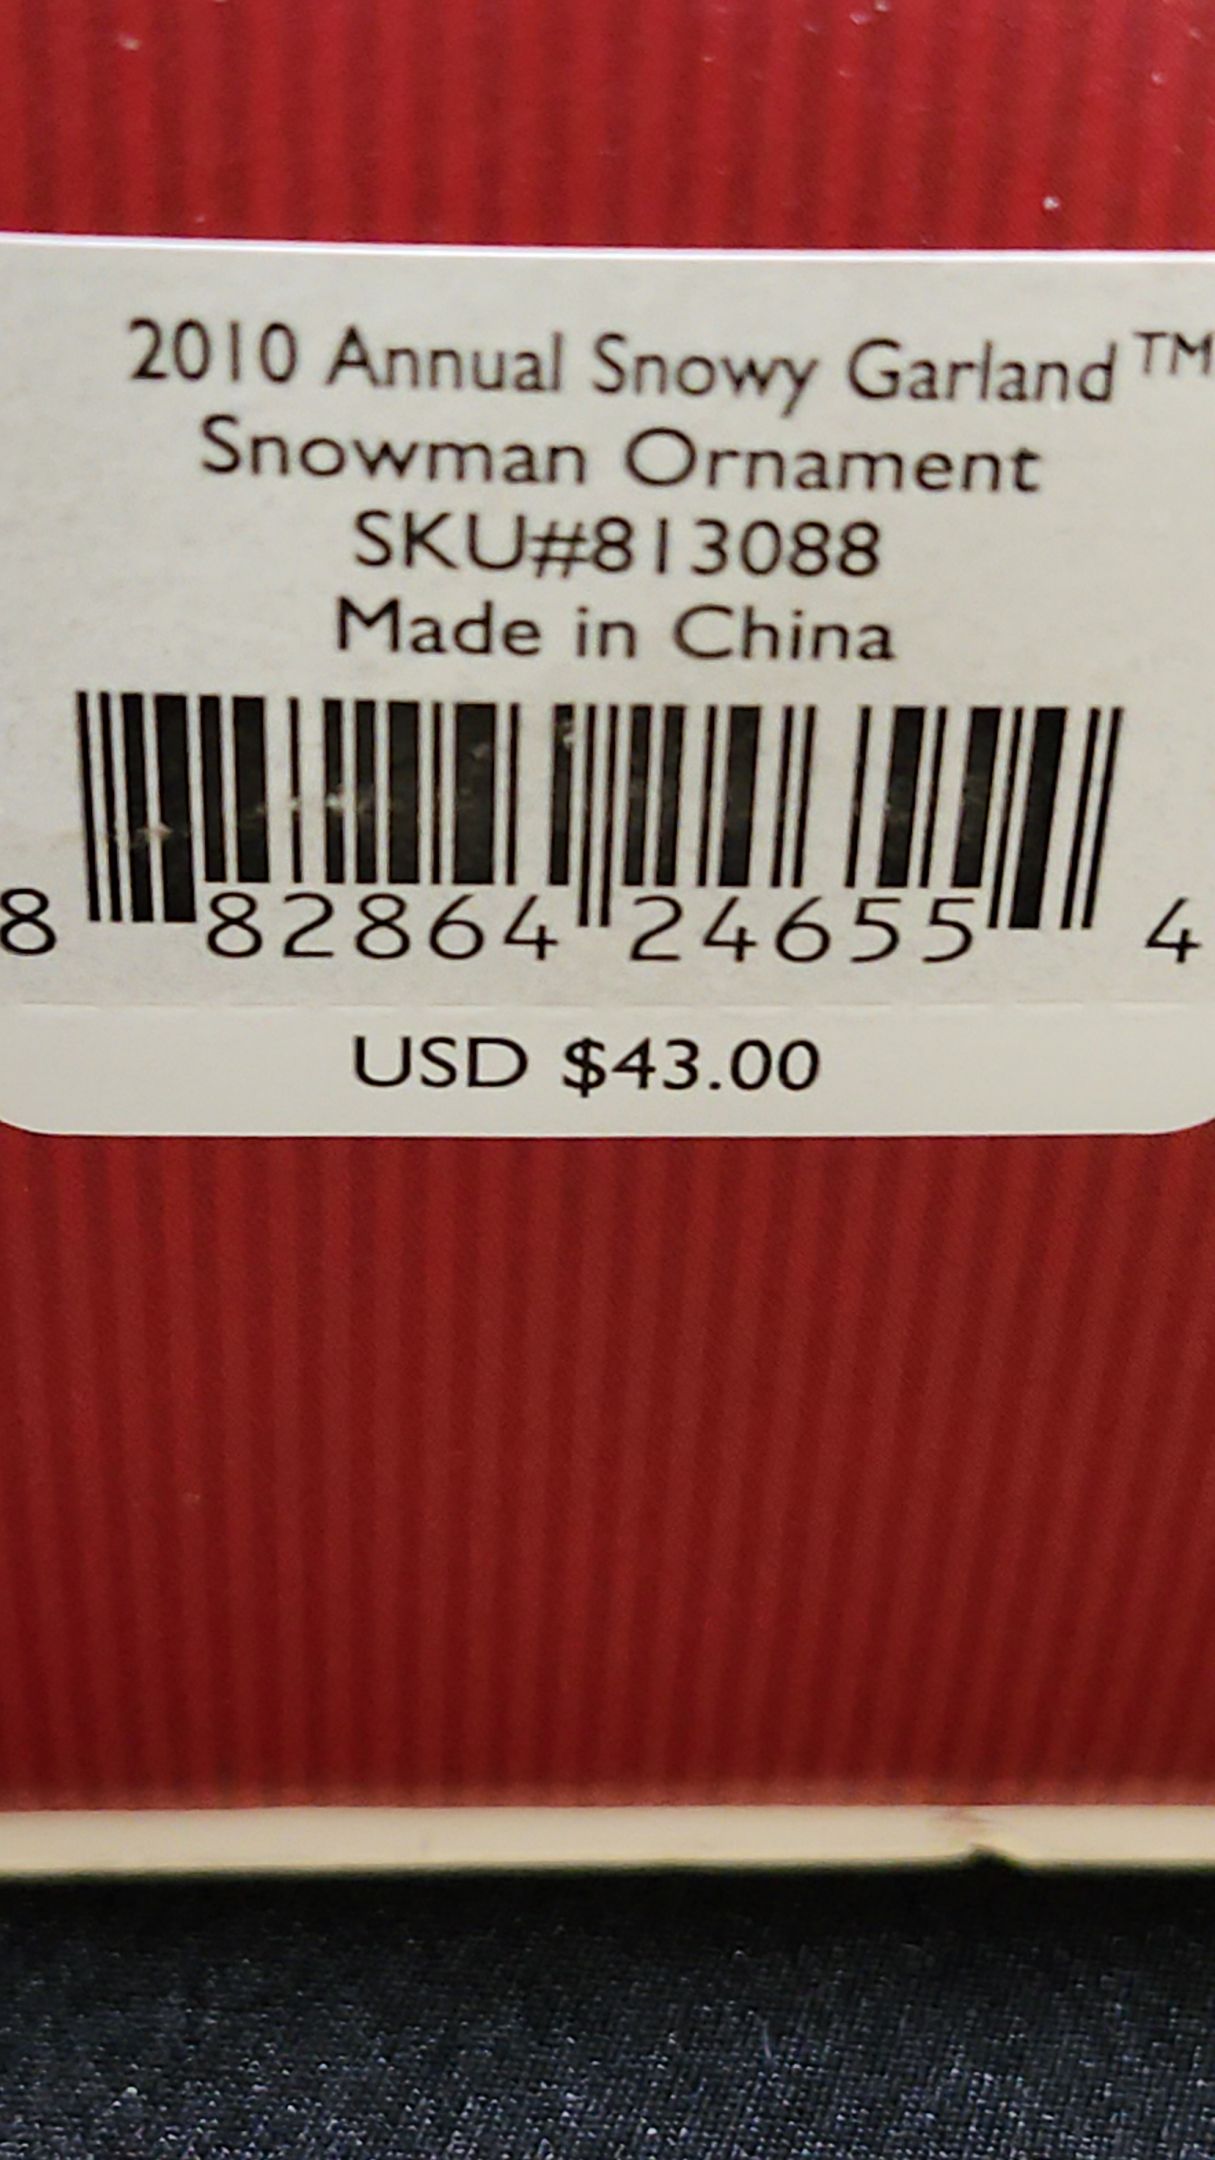 2010 Annual Snowy Garland™
Snowman Ornament
SKU#813088
Made in China
8 82864 24655 4
USD $43.00